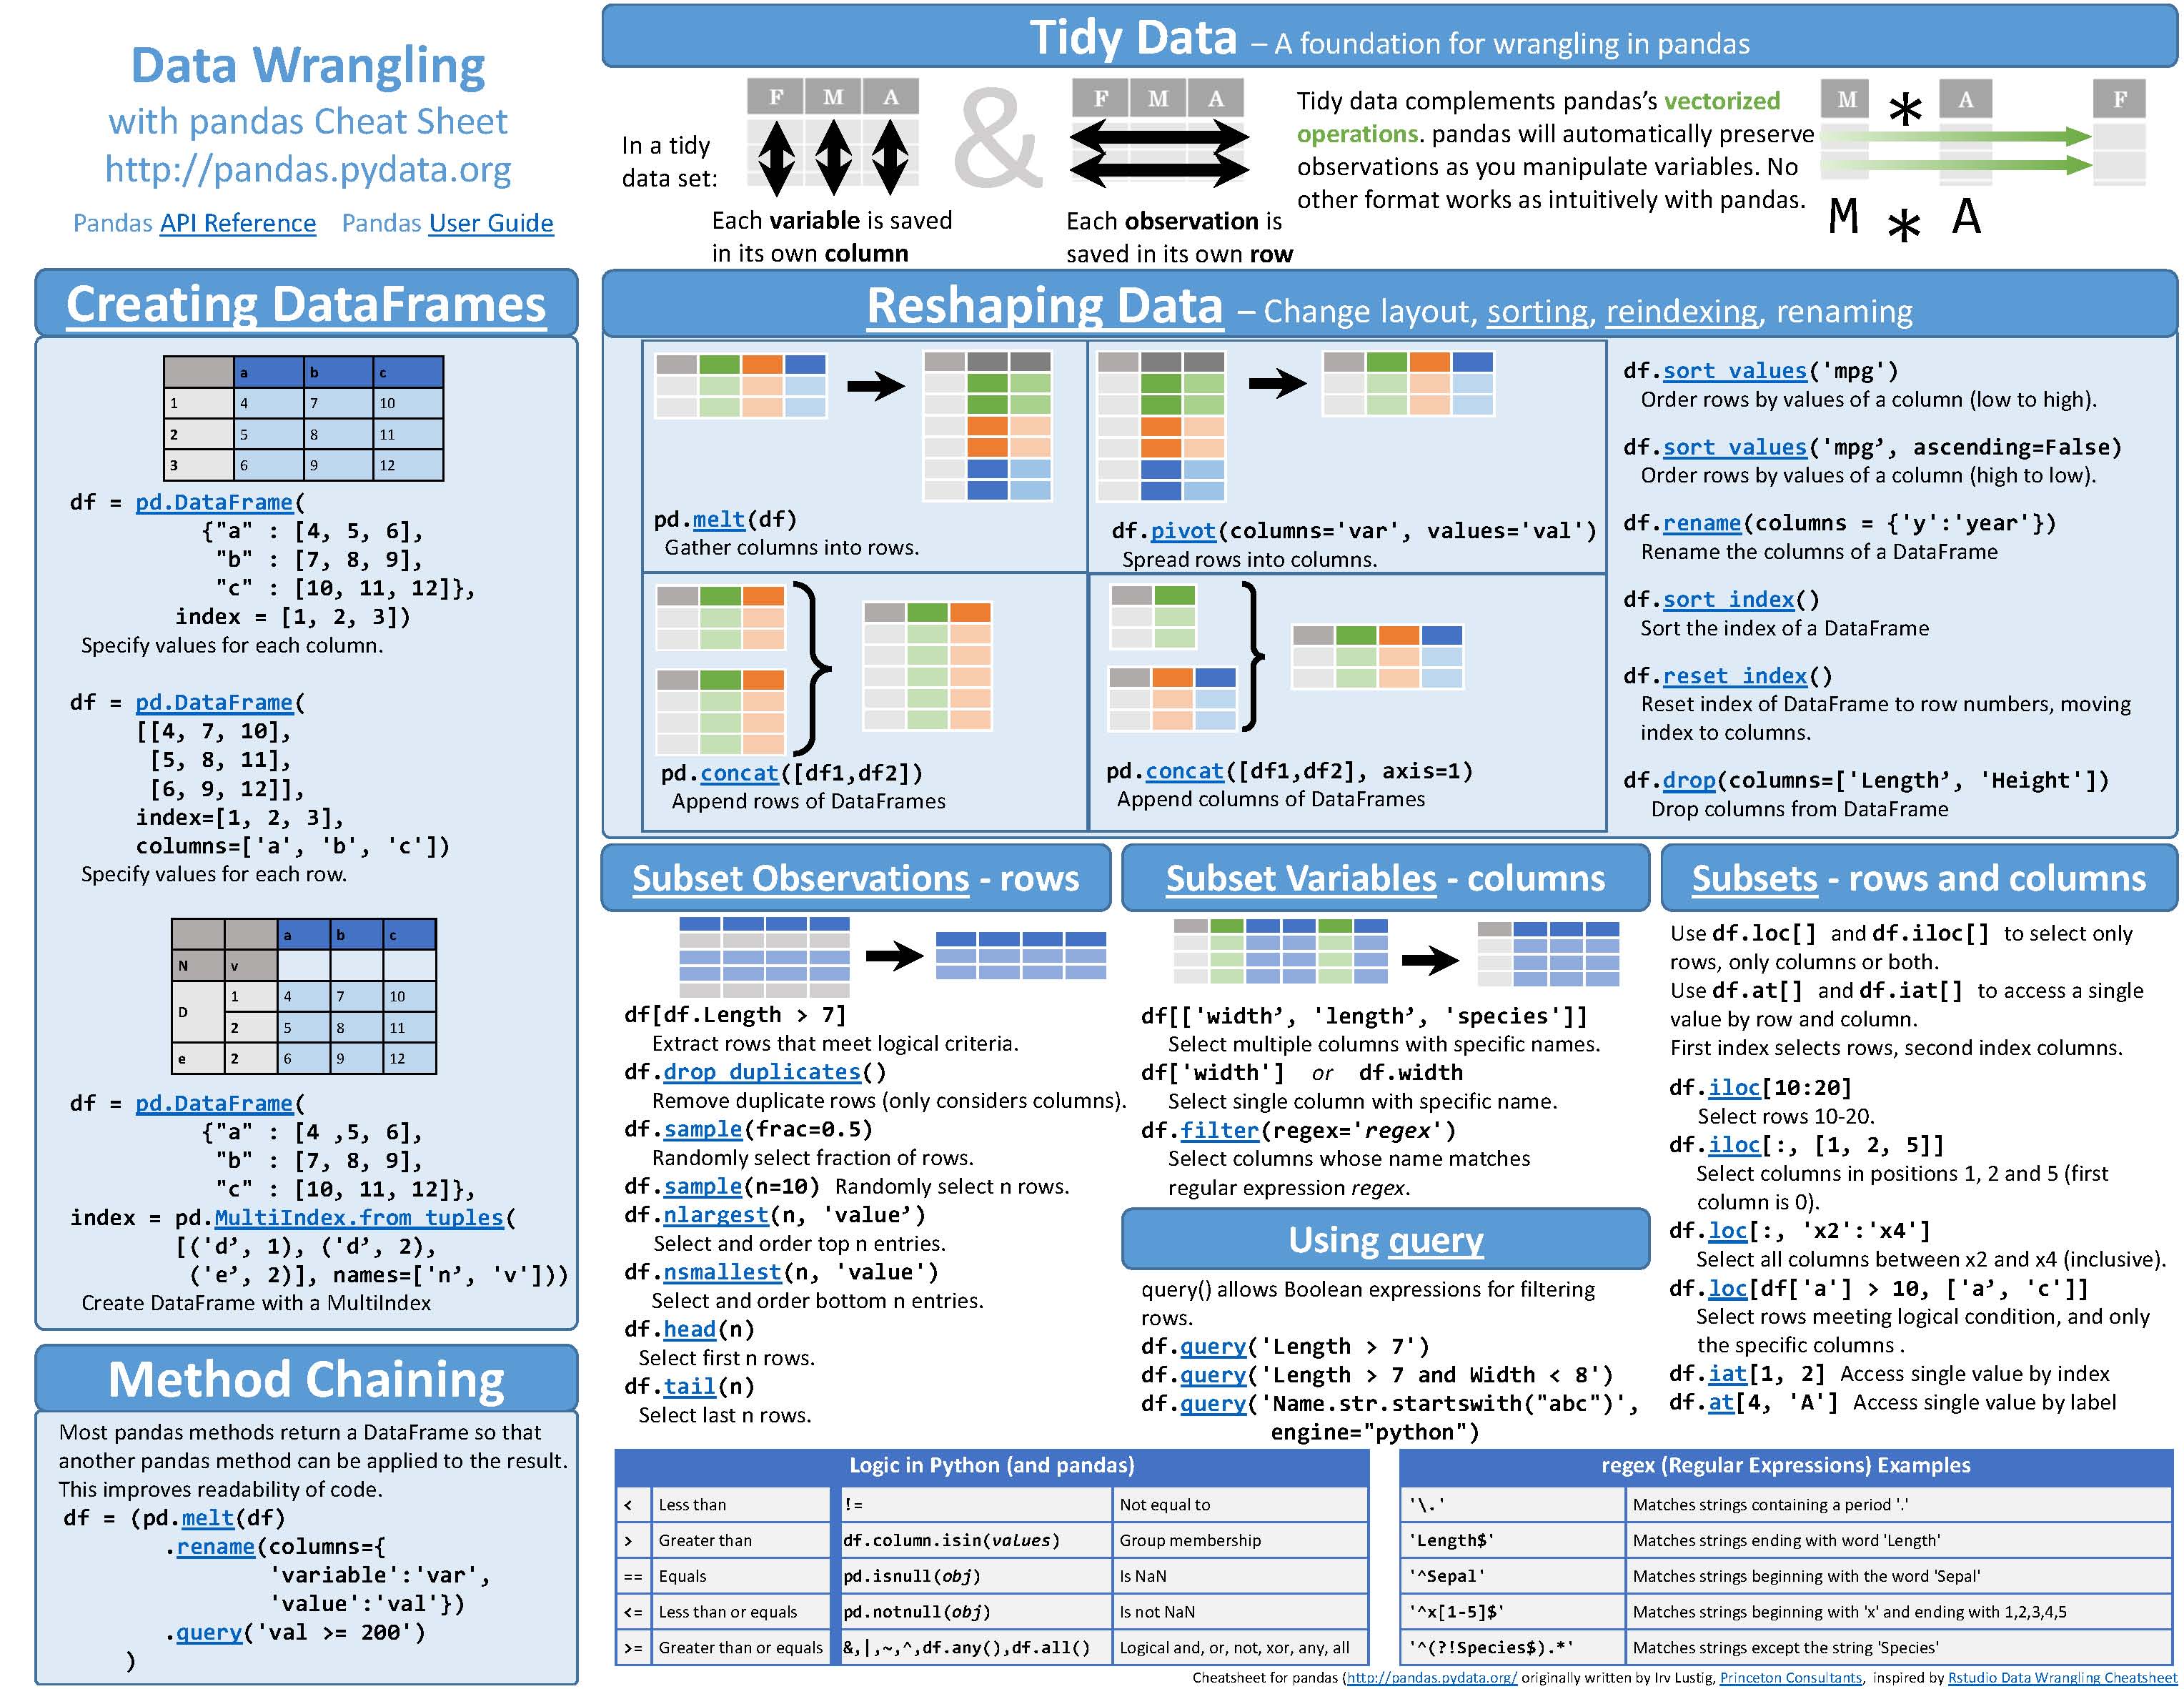 Data Wrangling
with pandas Cheat Sheet
http://pandas.pydata.org
Pandas API Reference Pandas User Guide
Tidy Data – A foundation for wrangling in pandas
In a tidy
data set:
F M A
Each variable is saved
in its own column
&
F M A
Each observation is
saved in its own row
Tidy data complements pandas’s vectorized
operations. pandas will automatically preserve
observations as you manipulate variables. No
other format works as intuitively with pandas.
M * A F
M * A
Creating DataFrames
a b c
1 4 7 10
2 5 8 11
3 6 9 12
df = pd.DataFrame(
{"a" : [4, 5, 6],
"b" : [7, 8, 9],
"c" : [10, 11, 12]},
index = [1, 2, 3])
Specify values for each column.
df = pd.DataFrame(
[[4, 7, 10],
[5, 8, 11],
[6, 9, 12]],
index=[1, 2, 3],
columns=['a', 'b', 'c'])
Specify values for each row.
a b c
N v
D 1 4 7 10
2 5 8 11
e 2 6 9 12
df = pd.DataFrame(
{"a" : [4 ,5, 6],
"b" : [7, 8, 9],
"c" : [10, 11, 12]},
index = pd.MultiIndex.from_tuples(
[('d’, 1), ('d’, 2),
('e’, 2)], names=['n’, 'v']))
Create DataFrame with a MultiIndex
Method Chaining
Most pandas methods return a DataFrame so that
another pandas method can be applied to the result.
This improves readability of code.
df = (pd.melt(df)
.rename(columns={
'variable':'var',
'value':'val'})
.query('val >= 200')
)
Reshaping Data – Change layout, sorting, reindexing, renaming
pd.melt(df)
Gather columns into rows.
df.pivot(columns='var', values='val')
Spread rows into columns.
pd.concat([df1,df2])
Append rows of DataFrames
pd.concat([df1,df2], axis=1)
Append columns of DataFrames
df.sort_values('mpg')
Order rows by values of a column (low to high).
df.sort_values('mpg’, ascending=False)
Order rows by values of a column (high to low).
df.rename(columns = {'y':'year'})
Rename the columns of a DataFrame
df.sort_index()
Sort the index of a DataFrame
df.reset_index()
Reset index of DataFrame to row numbers, moving
index to columns.
df.drop(columns=['Length’, 'Height'])
Drop columns from DataFrame
Subset Observations - rows
df[df.Length > 7]
Extract rows that meet logical criteria.
df.drop_duplicates()
Remove duplicate rows (only considers columns).
df.sample(frac=0.5)
Randomly select fraction of rows.
df.sample(n=10) Randomly select n rows.
df.nlargest(n, 'value’)
Select and order top n entries.
df.nsmallest(n, 'value’)
Select and order bottom n entries.
df.head(n)
Select first n rows.
df.tail(n)
Select last n rows.
Subset Variables - columns
df[['width’, 'length’, 'species']]
Select multiple columns with specific names.
df['width'] or df.width
Select single column with specific name.
df.filter(regex='regex')
Select columns whose name matches
regular expression regex.
Using query
query() allows Boolean expressions for filtering
rows.
df.query('Length > 7')
df.query('Length > 7 and Width < 8')
df.query('Name.str.startswith("abc")',
engine="python")
Subsets - rows and columns
Use df.loc[] and df.iloc[] to select only
rows, only columns or both.
Use df.at[] and df.iat[] to access a single
value by row and column.
First index selects rows, second index columns.
df.iloc[10:20]
Select rows 10-20.
df.iloc[:, [1, 2, 5]]
Select columns in positions 1, 2 and 5 (first
column is 0).
df.loc[:, 'x2':'x4']
Select all columns between x2 and x4 (inclusive).
df.loc[df['a'] > 10, ['a’, 'c']]
Select rows meeting logical condition, and only
the specific columns .
df.iat[1, 2] Access single value by index
df.at[4, 'A'] Access single value by label
Logic in Python (and pandas)
< Less than != Not equal to
> Greater than df.column.isin(values) Group membership
== Equals pd.isnull(obj) Is NaN
<= Less than or equals pd.notnull(obj) Is not NaN
>= Greater than or equals &,|,~,^,df.any(),df.all() Logical and, or, not, xor, any, all
regex (Regular Expressions) Examples
'\.' Matches strings containing a period '.'
'Length$' Matches strings ending with word 'Length'
'^Sepal' Matches strings beginning with the word 'Sepal'
'^x[1-5]$' Matches strings beginning with 'x' and ending with 1,2,3,4,5
'^(?!Species$).*' Matches strings except the string 'Species'
Cheatsheet for pandas (http://pandas.pydata.org/ originally written by Irv Lustig, Princeton Consultants, inspired by Rstudio Data Wrangling Cheatsheet